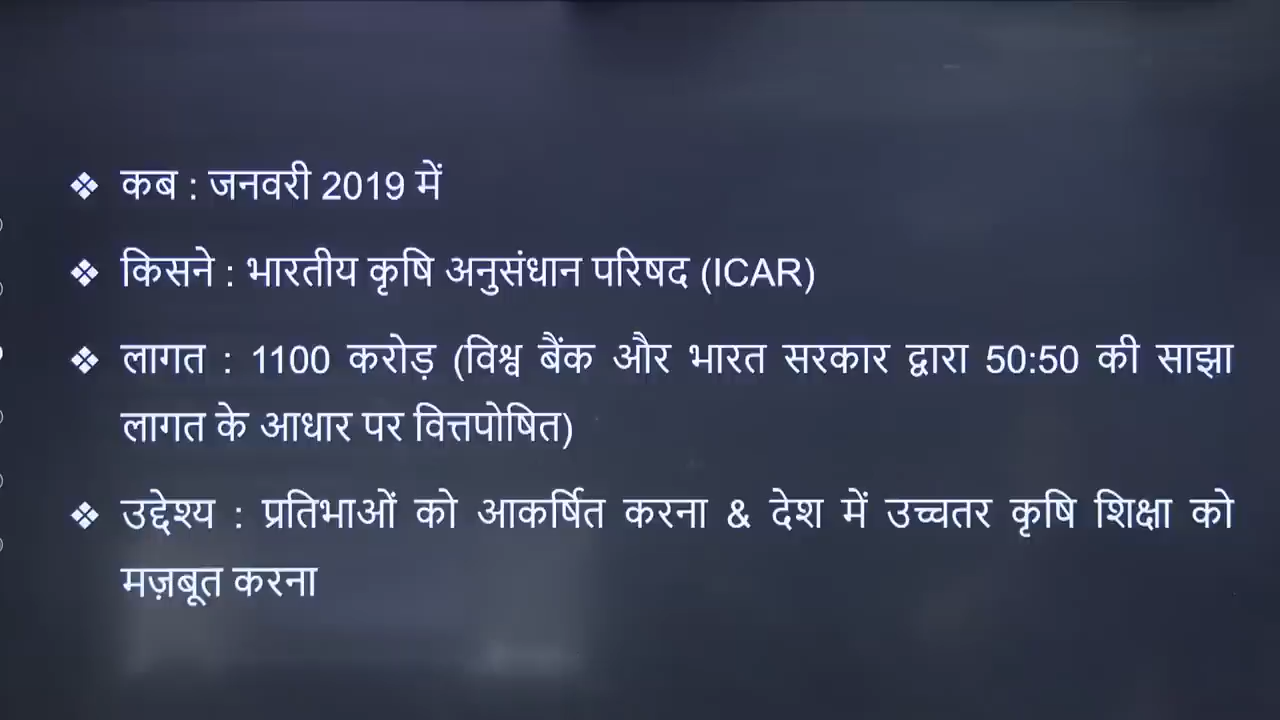 ❖ कब : जनवरी 2019 में
❖ किसने : भारतीय कृषि अनुसंधान परिषद (ICAR)
❖ लागत : 1100 करोड़ (विश्व बैंक और भारत सरकार द्वारा 50:50 की साझा
लागत के आधार पर वित्तपोषित)
❖ उद्देश्य : प्रतिभाओं को आकर्षित करना & देश में उच्चतर कृषि शिक्षा को
मज़बूत करना